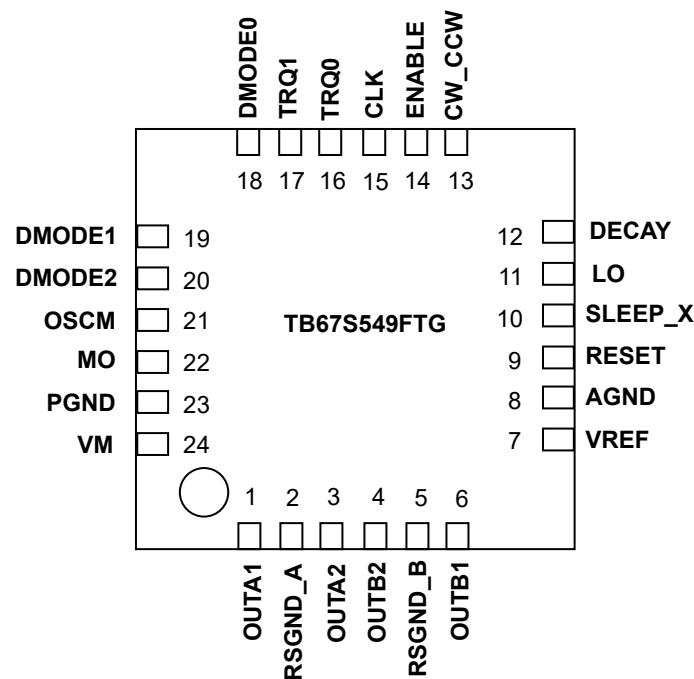 DMODE0
TRQ1
TRQ0
CLK
ENABLE
CW_CCW
18 17 16 15 14 13
DMODE1 19
DMODE2 20
OSCM 21
MO 22
PGND 23
VM 24
TB67S549FTG
12 DECAY
11 LO
10 SLEEP_X
9 RESET
8 AGND
7 VREF
1 2 3 4 5 6
OUTA1
RSGND_A
OUTA2
OUTB2
RSGND_B
OUTB1